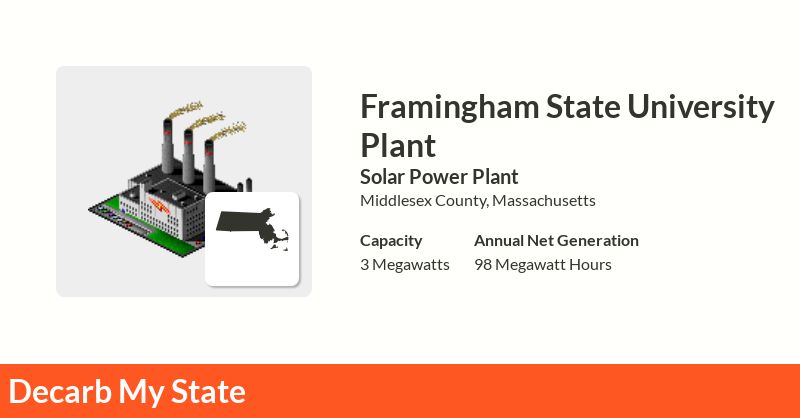 Framingham State University
Plant
Solar Power Plant
Middlesex County, Massachusetts
Capacity Annual Net Generation
3 Megawatts 98 Megawatt Hours
Decarb My State